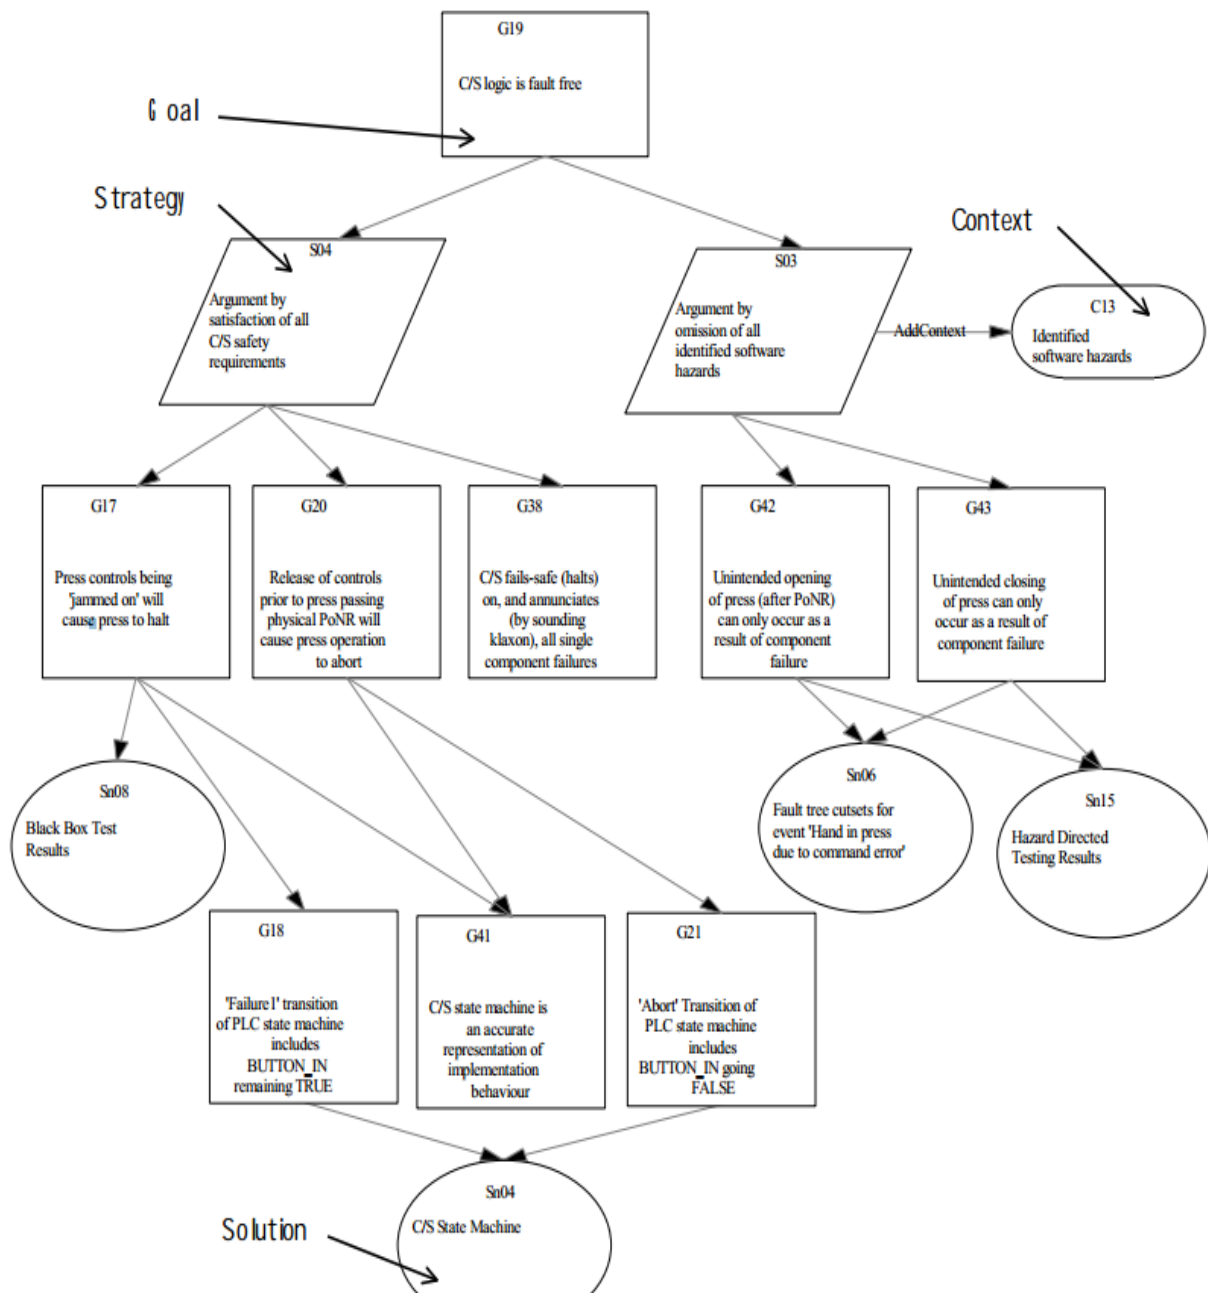 G19
C/S logic is fault free
Goal
Strategy
Context
S04
Argument by
satisfaction of all
C/S safety
requirements
S03
Argument by
omission of all
identified software
hazards
AddContext
C13
Identified
software hazards
G17
Press controls being
'jammed on' will
cause press to halt
G20
Release of controls
prior to press passing
physical PoNR will
cause press operation
to abort
G38
C/S fails-safe (halts)
on, and annunciates
(by sounding
klaxon), all single
component failures
G42
Unintended opening
of press (after PoNR)
can only occur as a
result of component
failure
G43
Unintended closing
of press can only
occur as a result of
component failure
Sn08
Black Box Test
Results
Sn06
Fault tree cutsets for
event 'Hand in press
due to command error'
Sn15
Hazard Directed
Testing Results
G18
'Failure1' transition
of PLC state machine
includes
BUTTON_IN
remaining TRUE
G41
C/S state machine is
an accurate
representation of
implementation
behaviour
G21
'Abort' Transition of
PLC state machine
includes
BUTTON_IN going
FALSE
Sn04
C/S State Machine
Solution